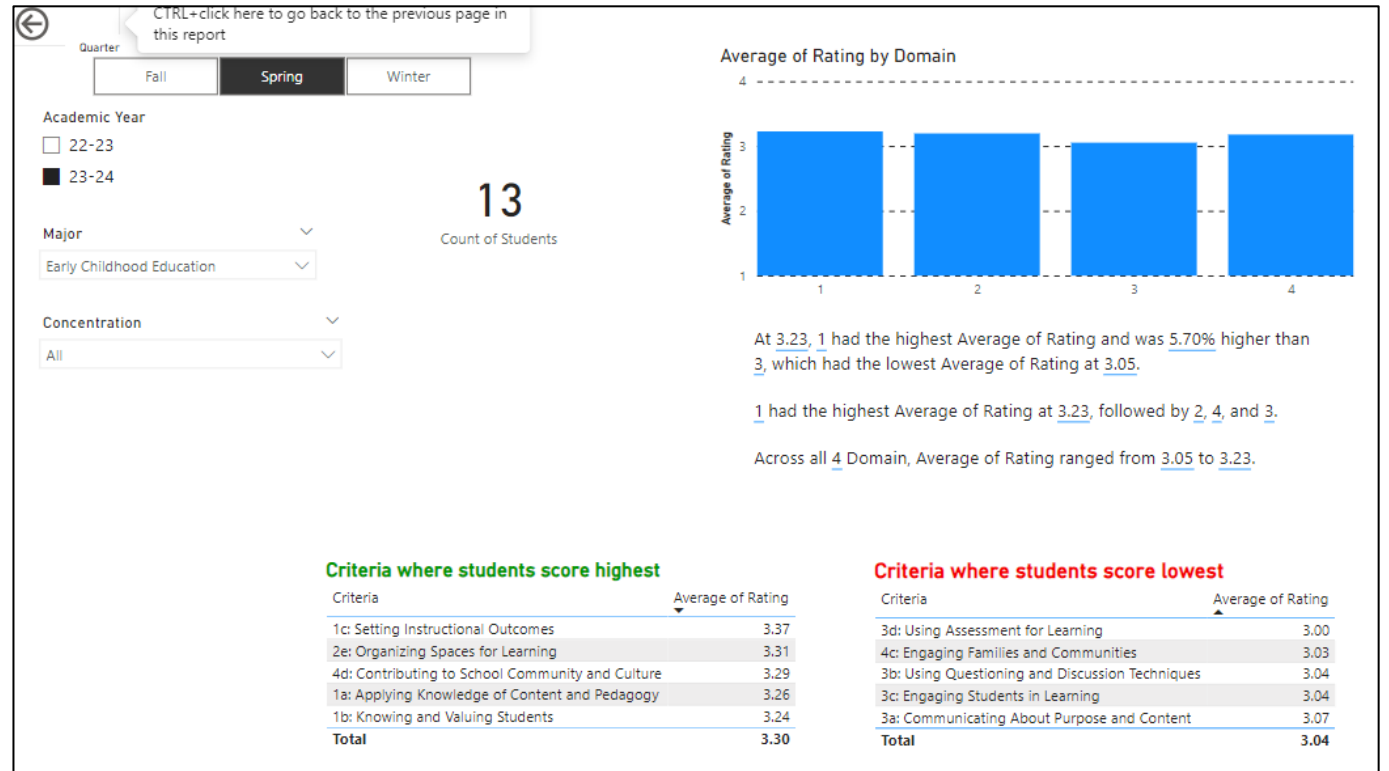 CTRL+click here to go back to the previous page in
this report
Quarter
Fall Spring Winter
Academic Year
22-23
23-24
Major
Early Childhood Education
Concentration
All
13
Count of Students
Average of Rating by Domain
Average of Rating
4
3
2
1
1 2 3 4
At 3.23, 1 had the highest Average of Rating and was 5.70% higher than
3, which had the lowest Average of Rating at 3.05.
1 had the highest Average of Rating at 3.23, followed by 2, 4, and 3.
Across all 4 Domain, Average of Rating ranged from 3.05 to 3.23.
Criteria where students score highest
Criteria Average of Rating
1c: Setting Instructional Outcomes 3.37
2e: Organizing Spaces for Learning 3.31
4d: Contributing to School Community and Culture 3.29
1a: Applying Knowledge of Content and Pedagogy 3.26
1b: Knowing and Valuing Students 3.24
Total 3.30
Criteria where students score lowest
Criteria Average of Rating
3d: Using Assessment for Learning 3.00
4c: Engaging Families and Communities 3.03
3b: Using Questioning and Discussion Techniques 3.04
3c: Engaging Students in Learning 3.04
3a: Communicating About Purpose and Content 3.07
Total 3.04